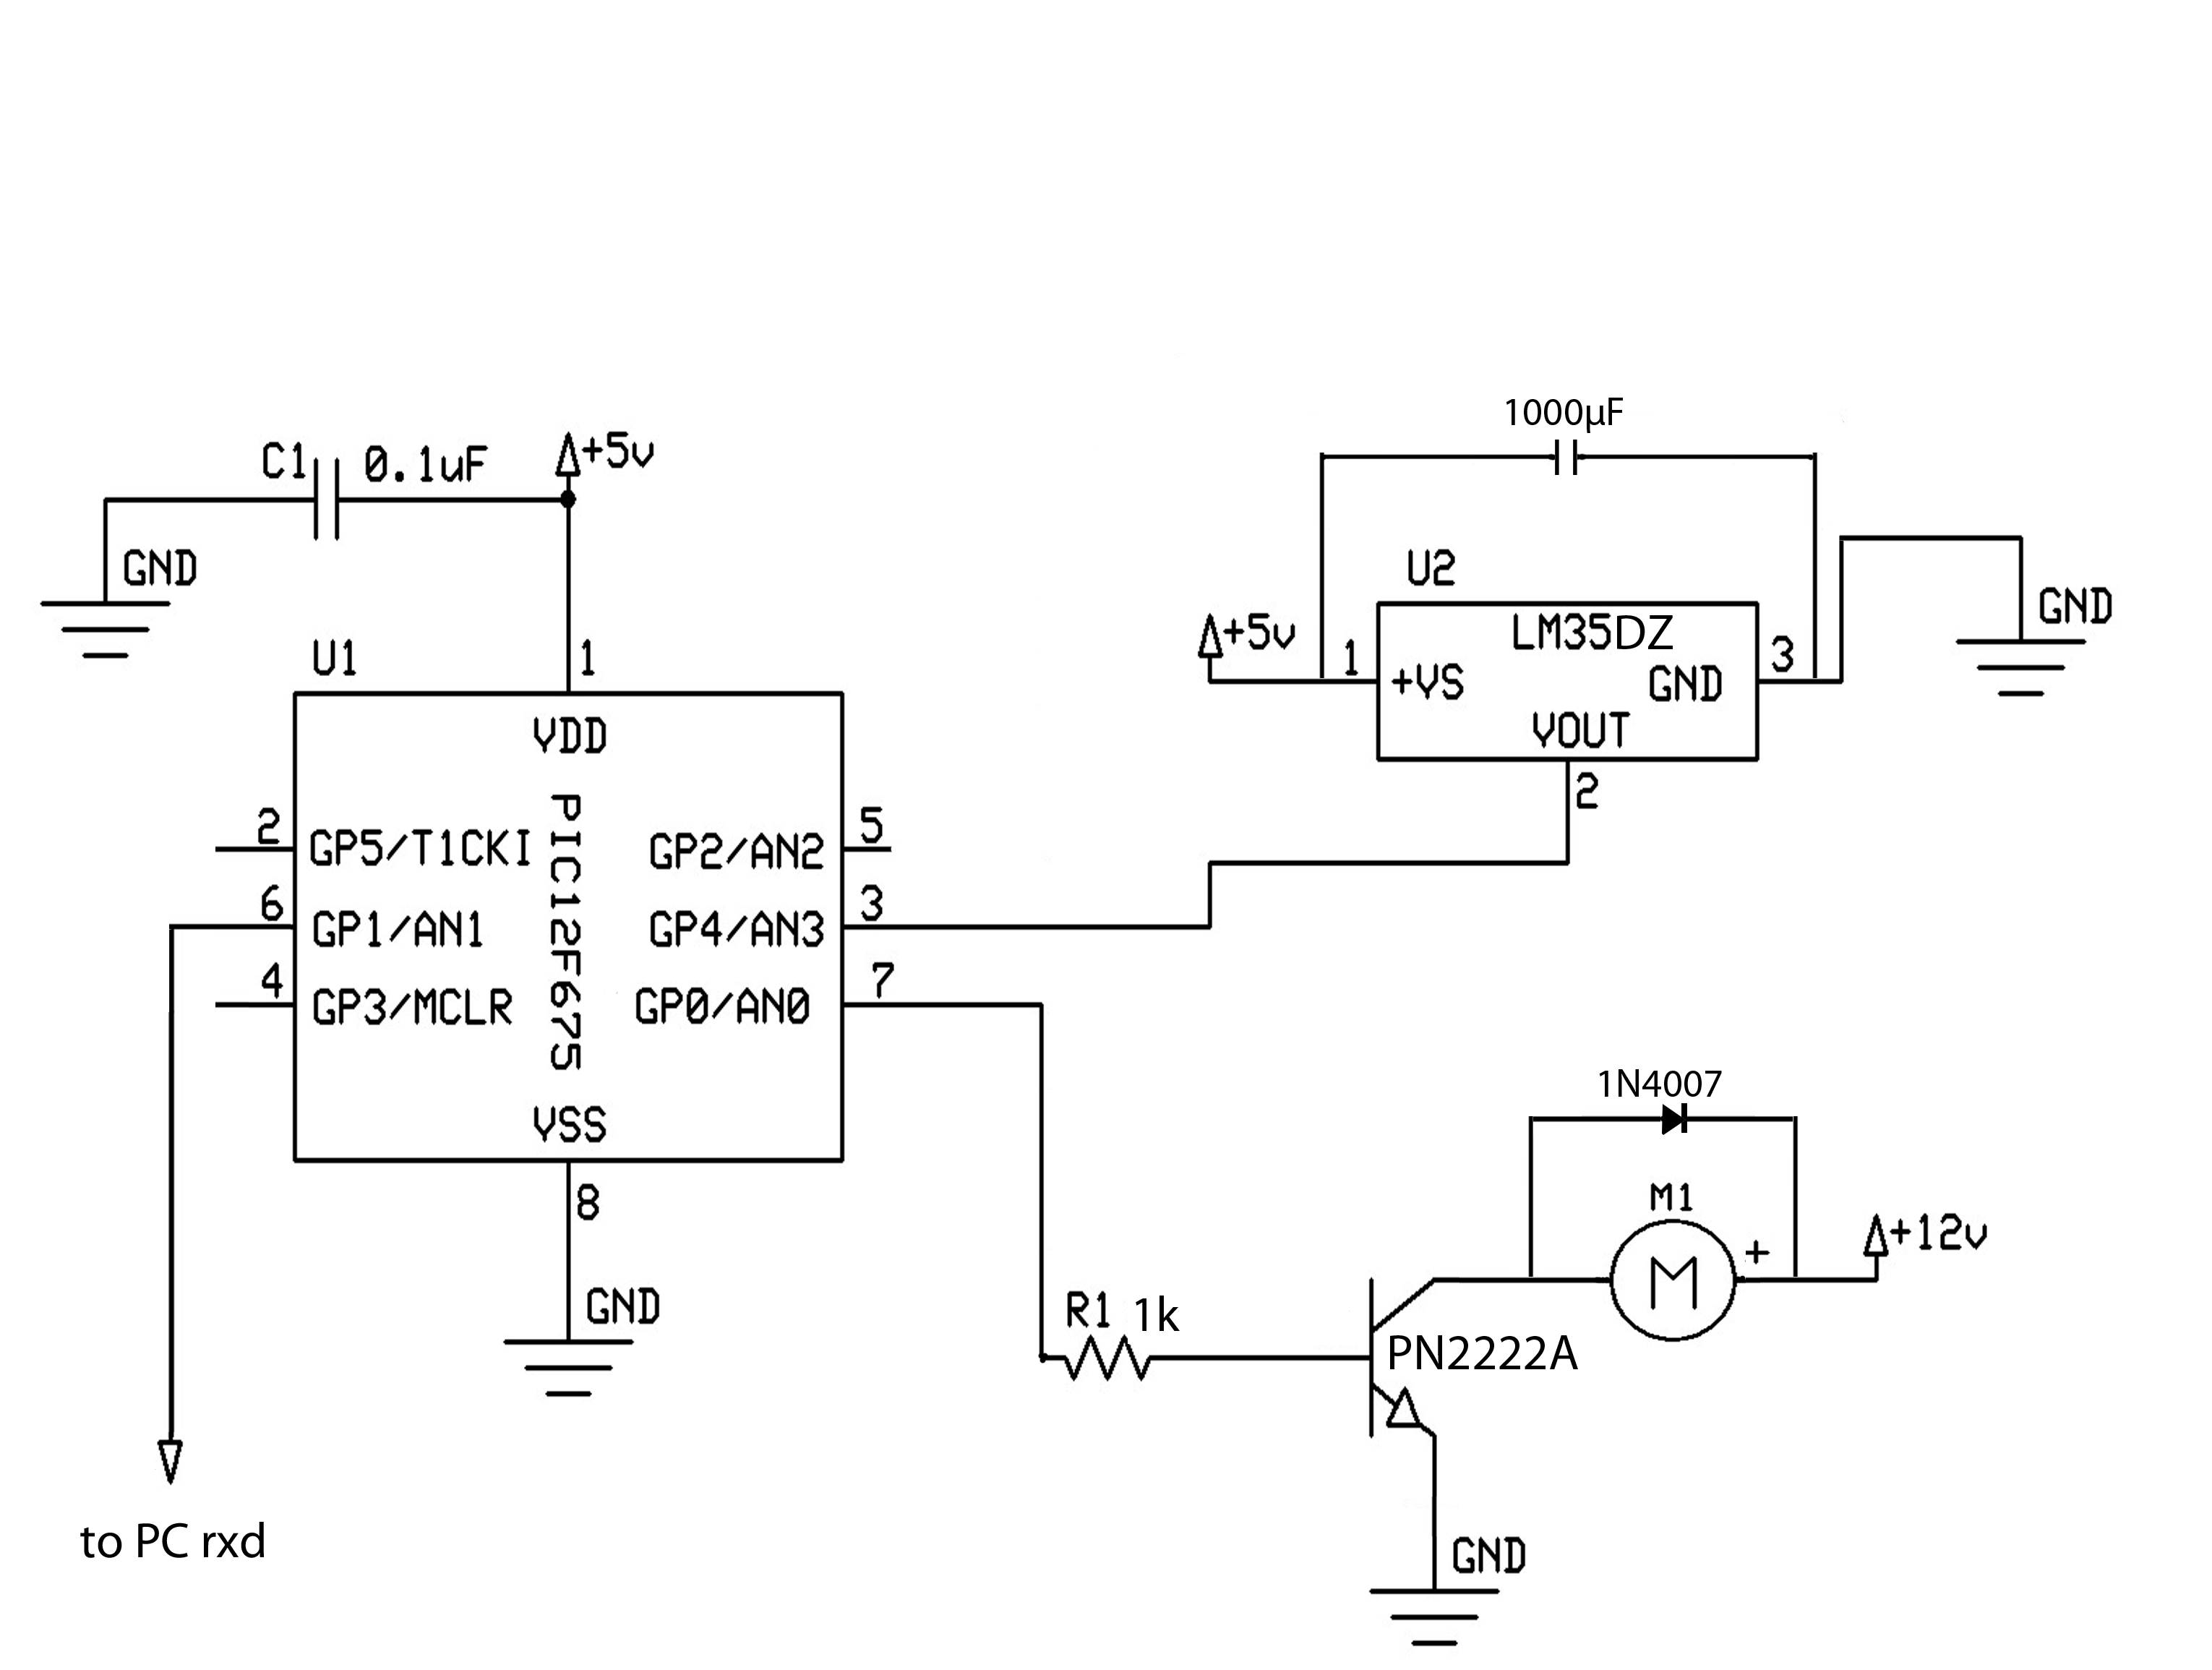 1000µF
C1 0.1uF +5v
GND
U2
LM35DZ
+5v 1 +VS GND 3 GND
VOUT
2
U1 1
VDD
PIC12F675
2 GP5/T1CKI GP2/AN2 5
6 GP1/AN1 GP4/AN3 3
4 GP3/MCLR GP0/AN0 7
VSS
8
GND
1N4007
M1
M + +12v
R1 1k
PN2222A
GND
to PC rxd